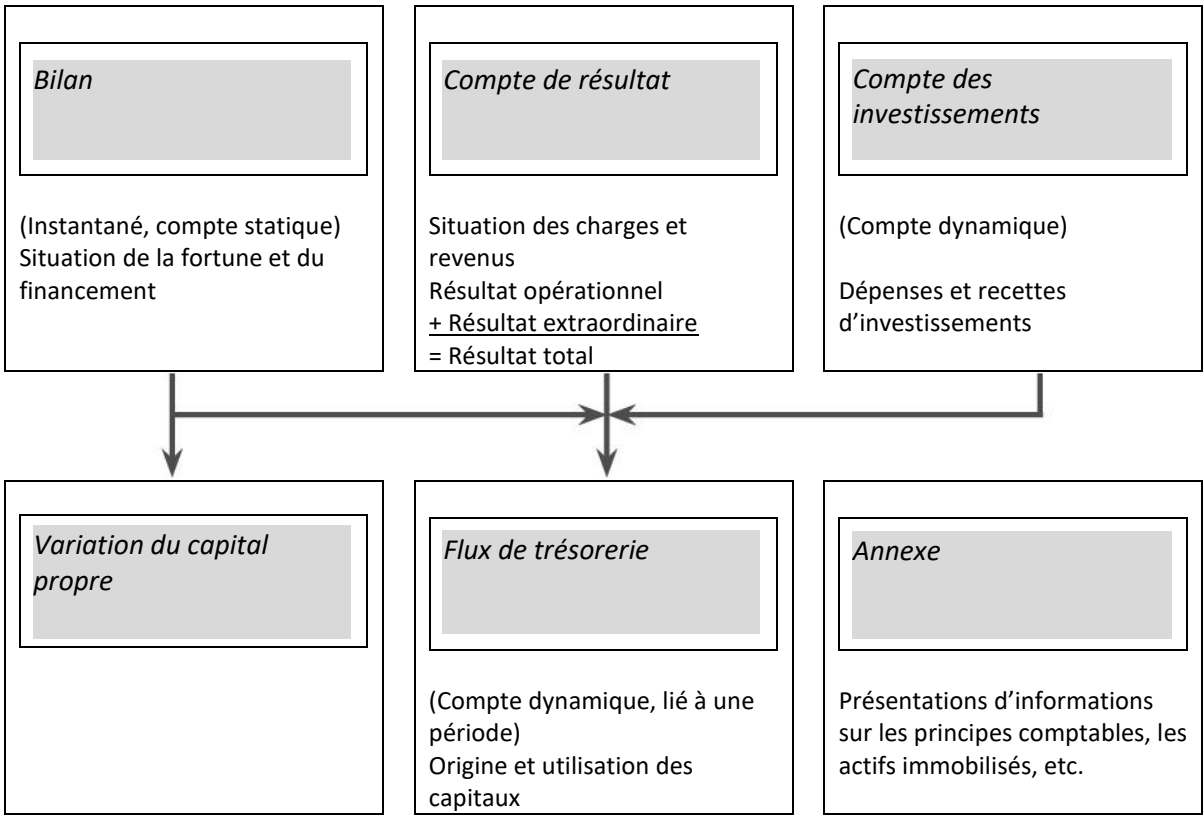 Bilan
(Instantané, compte statique)
Situation de la fortune et du
financement
Compte de résultat
Situation des charges et
revenus
Résultat opérationnel
+ Résultat extraordinaire
= Résultat total
Compte des
investissements
(Compte dynamique)
Dépenses et recettes
d’investissements
Variation du capital
propre
Flux de trésorerie
(Compte dynamique, lié à une
période)
Origine et utilisation des
capitaux
Annexe
Présentations d’informations
sur les principes comptables, les
actifs immobilisés, etc.